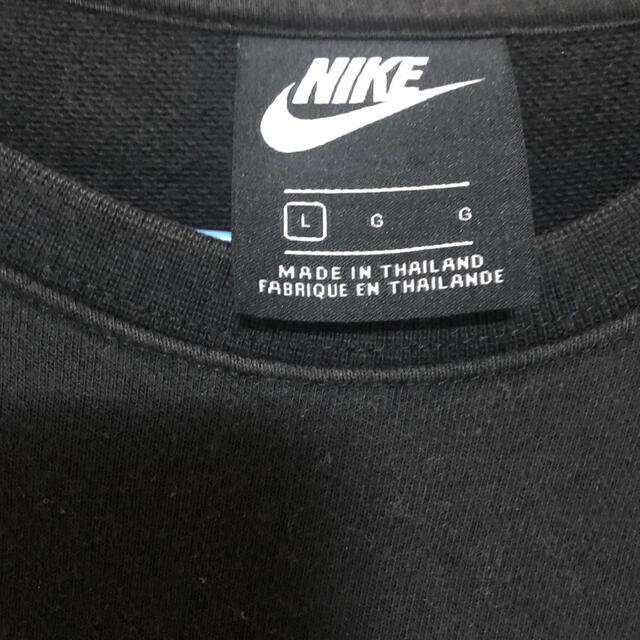 NIKE
L G G
MADE IN THAILAND
FABRIQUE EN THAILANDE